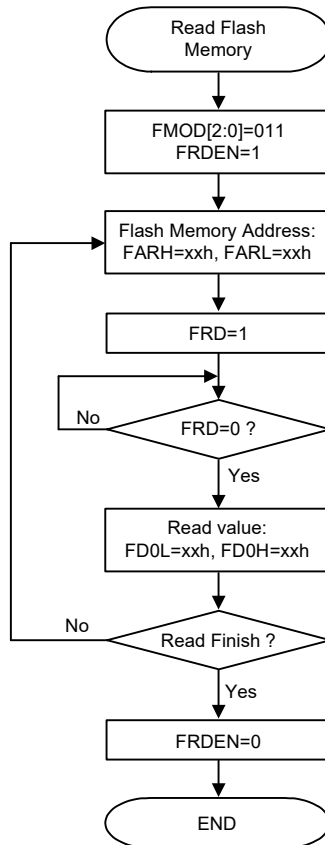 Read Flash
Memory
FMOD[2:0]=011
FRDEN=1
Flash Memory Address:
FARH=xxh, FARL=xxh
FRD=1
No
FRD=0 ?
Yes
Read value:
FD0L=xxh, FD0H=xxh
No
Read Finish ?
Yes
FRDEN=0
END